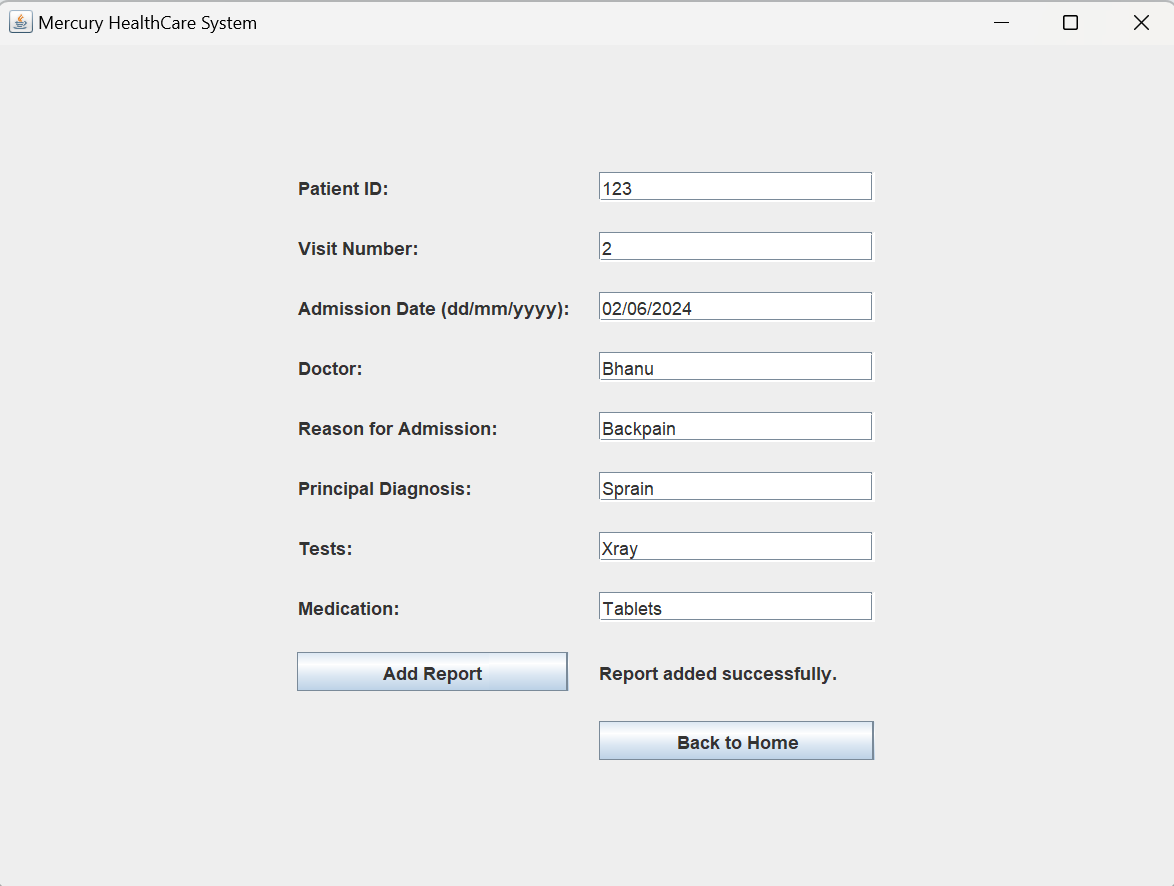 Mercury HealthCare System
Patient ID: 123
Visit Number: 2
Admission Date (dd/mm/yyyy): 02/06/2024
Doctor: Bhanu
Reason for Admission: Backpain
Principal Diagnosis: Sprain
Tests: Xray
Medication: Tablets
Add Report Report added successfully.
Back to Home